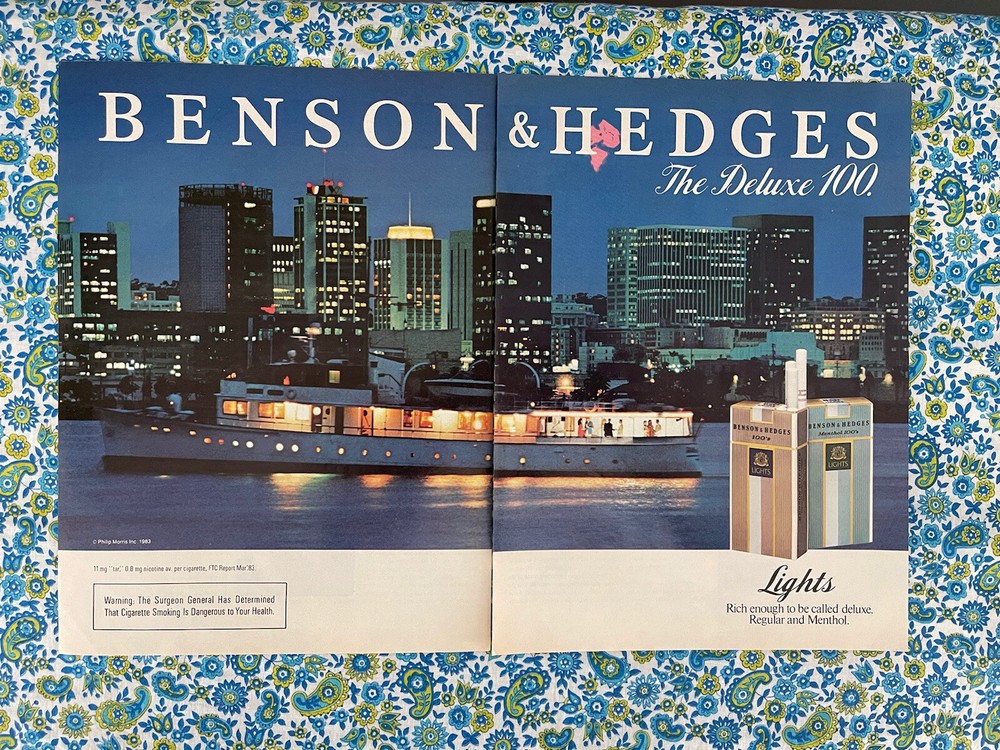 BENSON & HEDGES
The Deluxe 100.
BENSON & HEDGES
100's
LIGHTS
BENSON & HEDGES
Menthol 100's
LIGHTS
© Philip Morris Inc. 1983
11 mg "tar," 0.8 mg nicotine av. per cigarette, FTC Report Mar.'83.
Warning: The Surgeon General Has Determined
That Cigarette Smoking Is Dangerous to Your Health.
Lights
Rich enough to be called deluxe.
Regular and Menthol.